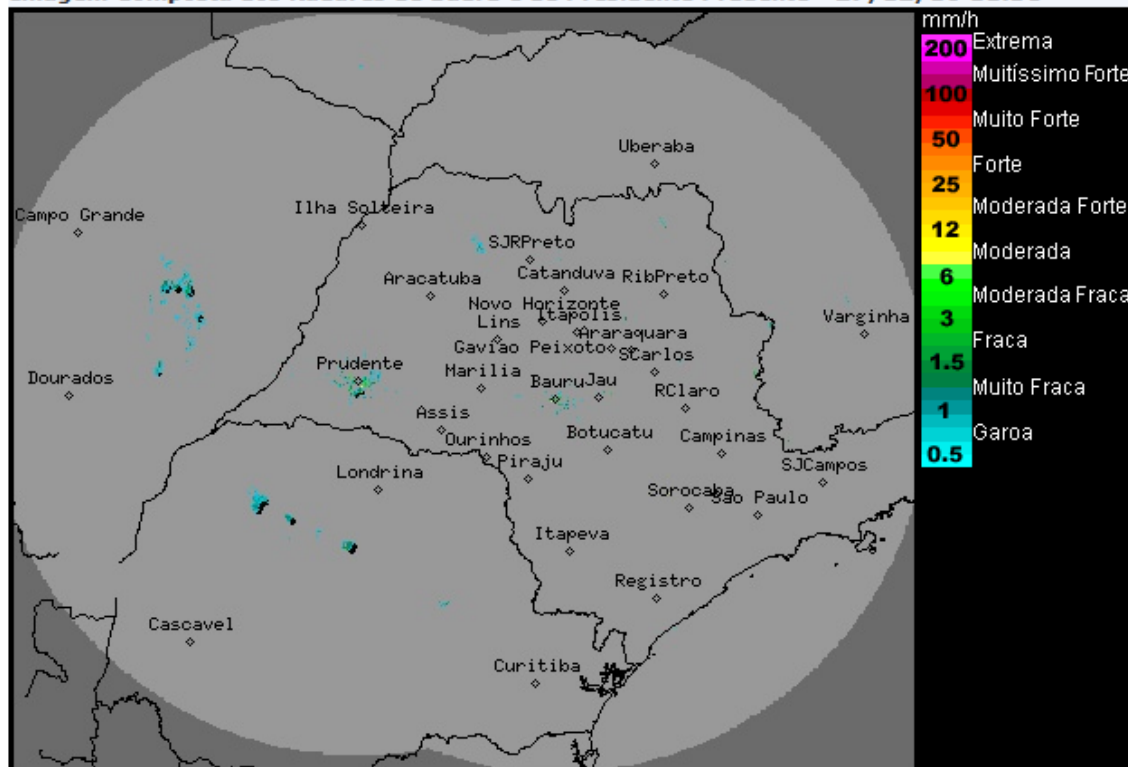 mm/h
200 Extrema
Muitíssimo Forte
100
Muito Forte
50
Forte
25
Moderada Forte
12
Moderada
6
Moderada Fraca
3
Fraca
1.5
Muito Fraca
1
Garoa
0.5
Uberaba
Campo Grande
Ilha Solteira
SJRPreto
Catanduva
Aracatuba
RibPreto
Novo Horizonte
Itapolis
Lins
Araraquara
Varginha
Gaviao Peixoto
SCarlos
Prudente
Marilia
Dourados
Bauru
Jau
RClaro
Assis
Ourinhos
Botucatu
Campinas
Piraju
Londrina
SJCampos
Sorocaba
Sao Paulo
Itapeva
Registro
Cascavel
Curitiba